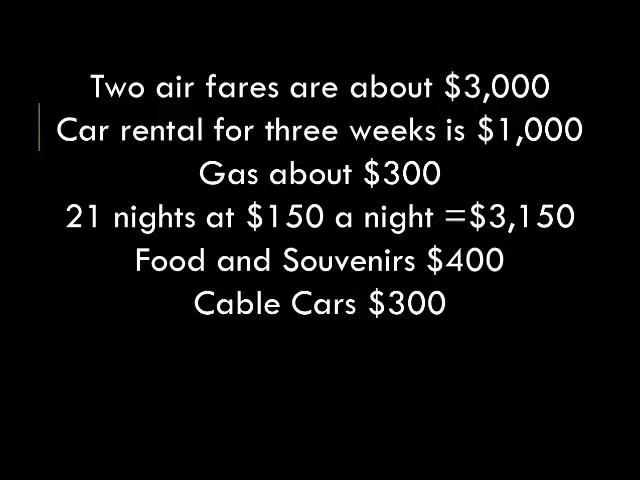 Two air fares are about $3,000
Car rental for three weeks is $1,000
Gas about $300
21 nights at $150 a night =$3,150
Food and Souvenirs $400
Cable Cars $300